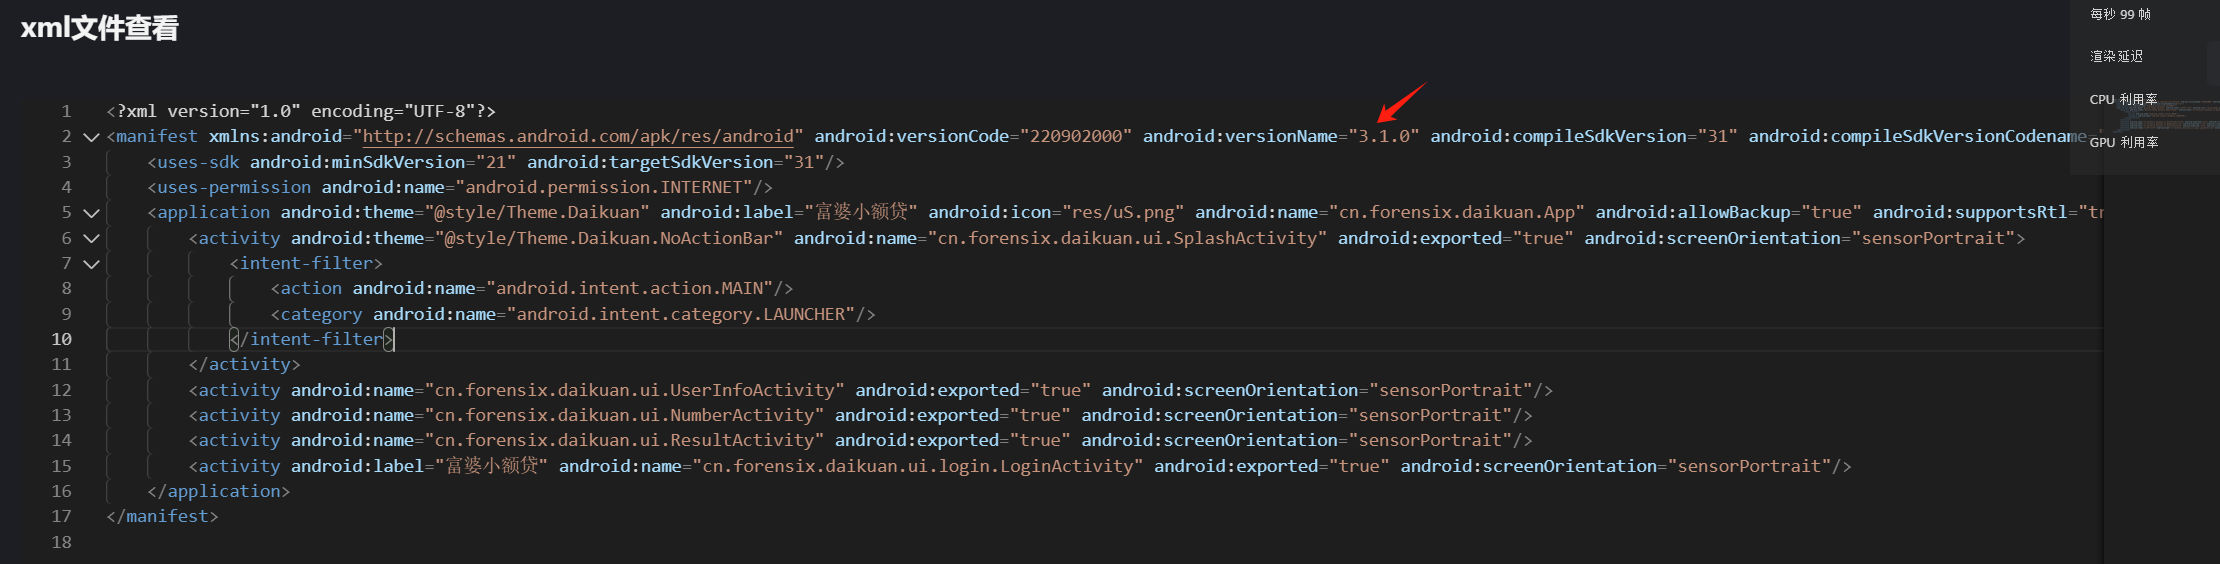 xml文件查看
每秒 99 帧
渲染延迟
CPU 利用率
GPU 利用率
1 <?xml version="1.0" encoding="UTF-8"?>
2 <manifest xmlns:android="http://schemas.android.com/apk/res/android" android:versionCode="220902000" android:versionName="3.1.0" android:compileSdkVersion="31" android:compileSdkVersionCodename="
3 <uses-sdk android:minSdkVersion="21" android:targetSdkVersion="31"/>
4 <uses-permission android:name="android.permission.INTERNET"/>
5 <application android:theme="@style/Theme.Daikuan" android:label="富婆小额贷" android:icon="res/uS.png" android:name="cn.forensix.daikuan.App" android:allowBackup="true" android:supportsRtl="tr
6 <activity android:theme="@style/Theme.Daikuan.NoActionBar" android:name="cn.forensix.daikuan.ui.SplashActivity" android:exported="true" android:screenOrientation="sensorPortrait">
7 <intent-filter>
8 <action android:name="android.intent.action.MAIN"/>
9 <category android:name="android.intent.category.LAUNCHER"/>
10 </intent-filter>
11 </activity>
12 <activity android:name="cn.forensix.daikuan.ui.UserInfoActivity" android:exported="true" android:screenOrientation="sensorPortrait"/>
13 <activity android:name="cn.forensix.daikuan.ui.NumberActivity" android:exported="true" android:screenOrientation="sensorPortrait"/>
14 <activity android:name="cn.forensix.daikuan.ui.ResultActivity" android:exported="true" android:screenOrientation="sensorPortrait"/>
15 <activity android:label="富婆小额贷" android:name="cn.forensix.daikuan.ui.login.LoginActivity" android:exported="true" android:screenOrientation="sensorPortrait"/>
16 </application>
17 </manifest>
18